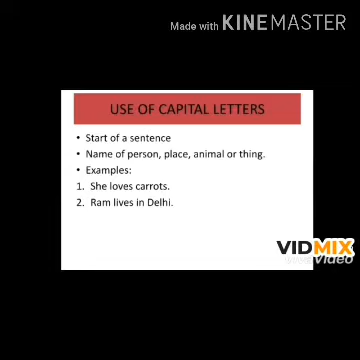 Made with KINEMASTER
USE OF CAPITAL LETTERS
• Start of a sentence
• Name of person, place, animal or thing.
• Examples:
1. She loves carrots.
2. Ram lives in Delhi.
VIDMIX
Video